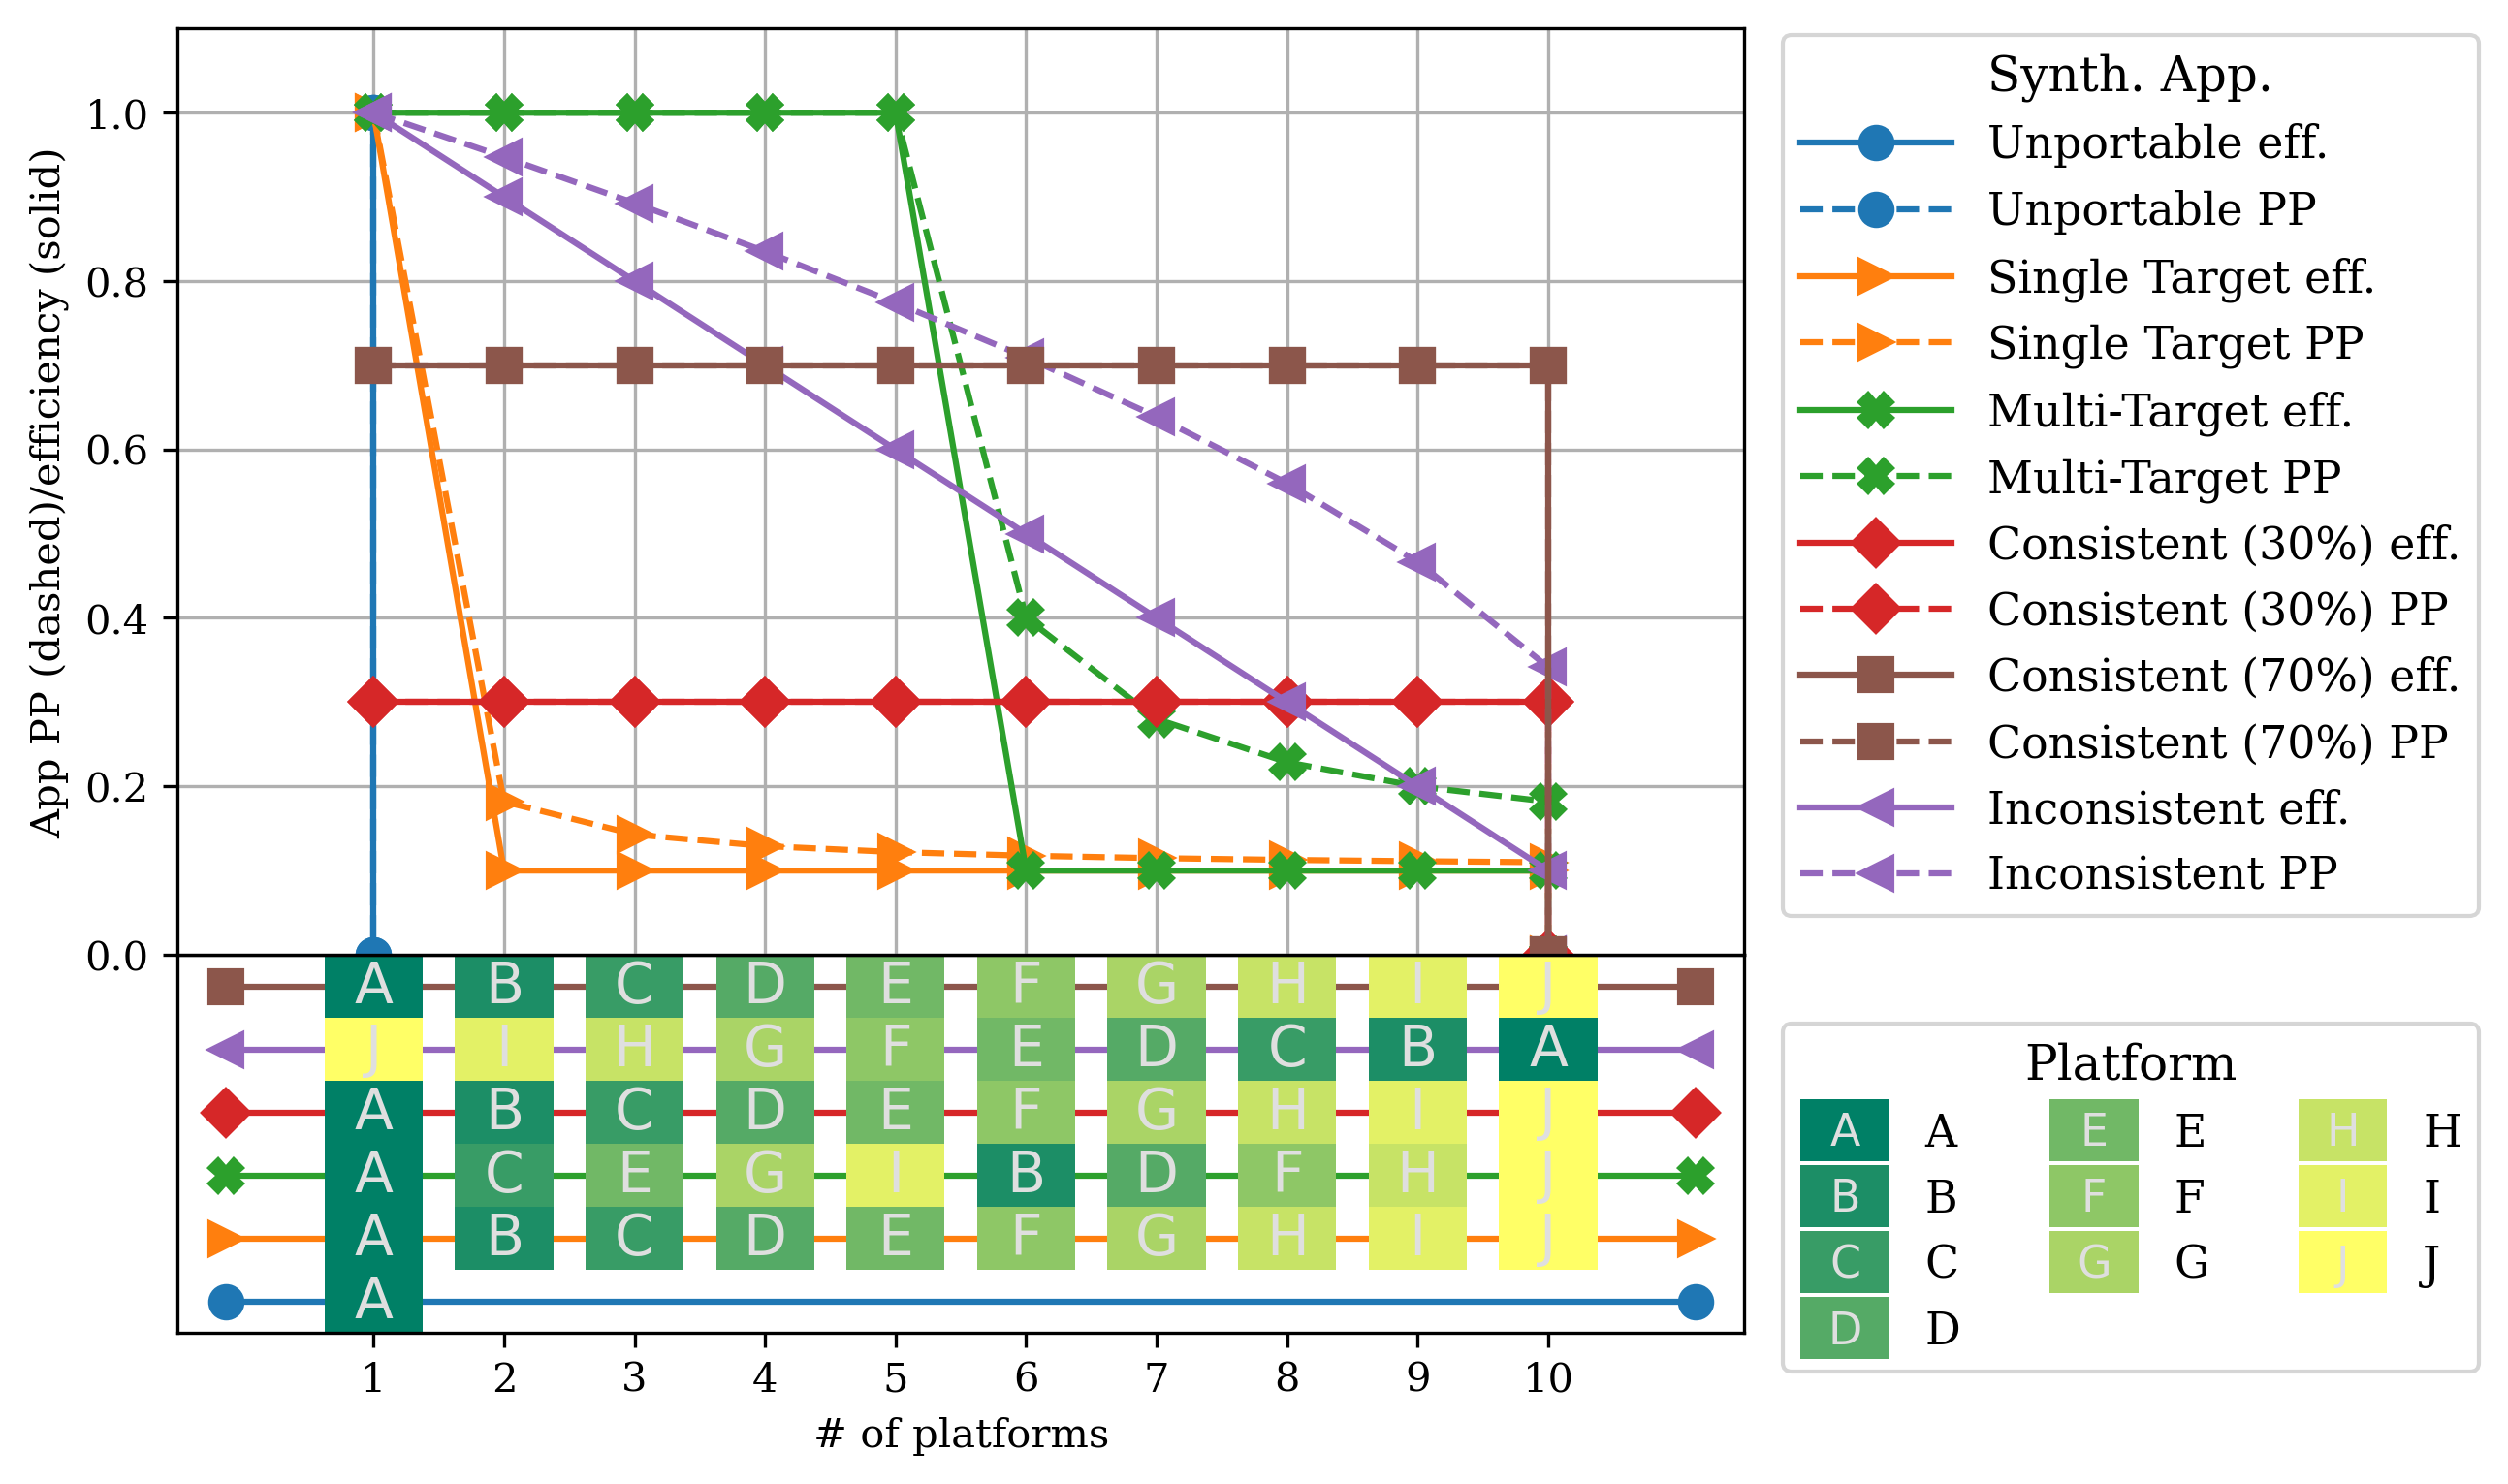 App PP (dashed)/efficiency (solid)
1.0
0.8
0.6
0.4
0.2
0.0
A B C D E F G H I J
J I H G F E D C B A
A B C D E F G H I J
A C E G I B D F H J
A B C D E F G H I J
A
1 2 3 4 5 6 7 8 9 10
# of platforms
Synth. App.
Unportable eff.
Unportable PP
Single Target eff.
Single Target PP
Multi-Target eff.
Multi-Target PP
Consistent (30%) eff.
Consistent (30%) PP
Consistent (70%) eff.
Consistent (70%) PP
Inconsistent eff.
Inconsistent PP
Platform
A A E E H H
B B F F I I
C C G G J J
D D